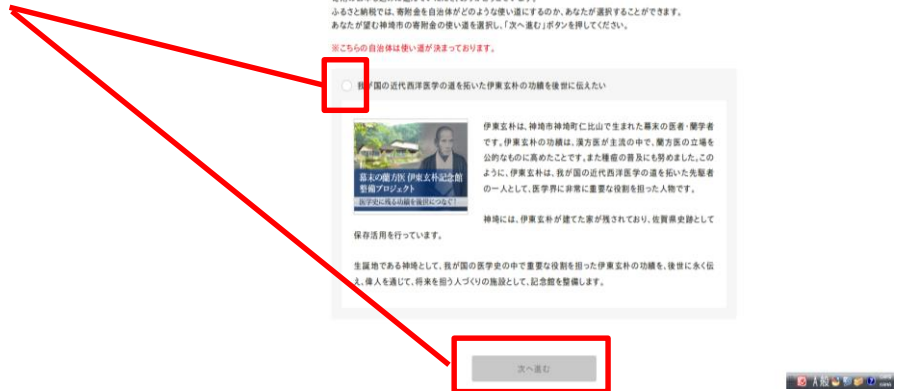 ふるさと納税では、寄附金を自治体がどのような使い道にするのか、あなたが選択することができます。
あなたが望む神埼市の寄附金の使い道を選択し、「次へ進む」ボタンを押してください。
※こちらの自治体は使い道が決まっております。
我が国の近代西洋医学の道を拓いた伊東玄朴の功績を後世に伝えたい
伊東玄朴は、神埼市神埼町仁比山で生まれた幕末の医者・蘭学者
です。伊東玄朴の功績は、漢方医が主流の中で、蘭方医の立場を
公的なものに高めたことです。また種痘の普及にも努めました。この
ように、伊東玄朴は、我が国の近代西洋医学の道を拓いた先駆者
の一人として、医学界に非常に重要な役割を担った人物です。
幕末の蘭方医 伊東玄朴記念館
整備プロジェクト
医学史に残る功績を後世につなぐ!
神埼には、伊東玄朴が建てた家が残されており、佐賀県史跡として
保存活用を行っています。
生誕地である神埼として、我が国の医学史の中で重要な役割を担った伊東玄朴の功績を、後世に永く伝
え、偉人を通じて、将来を担う人づくりの施設として、記念館を整備します。
次へ進む
A 般